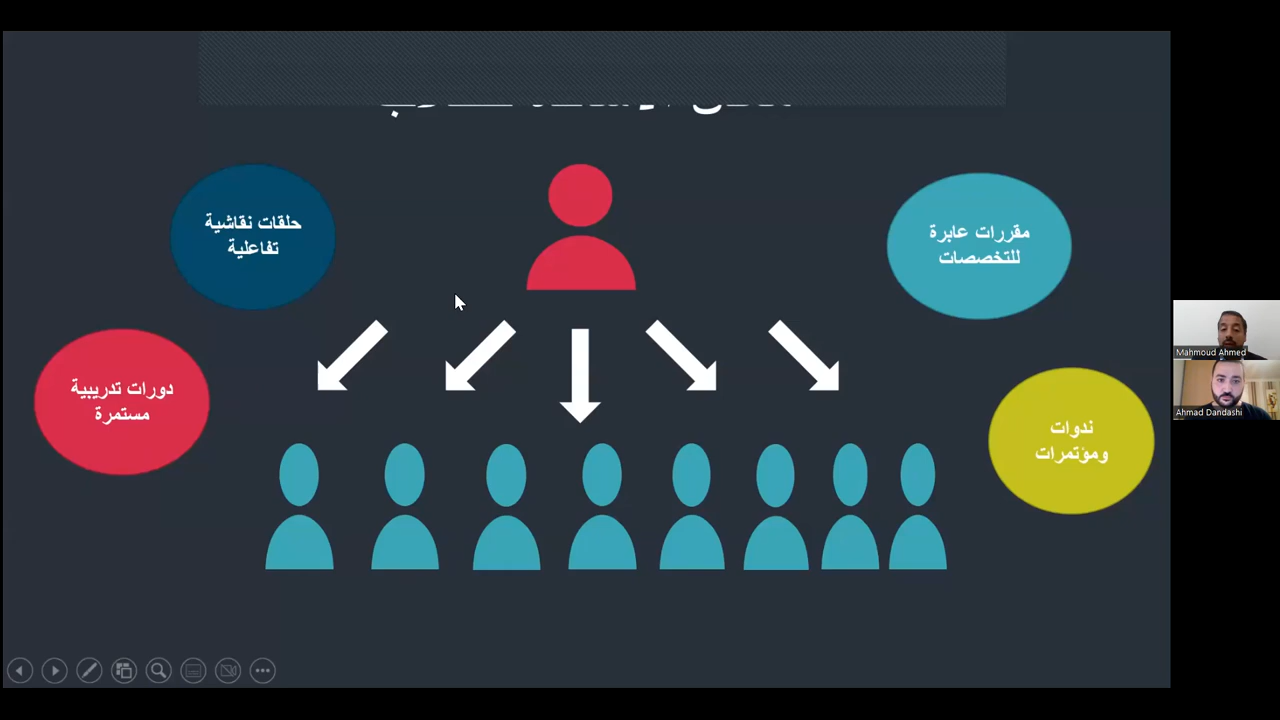 مقررات عابرة
للتخصصات
حلقات نقاشية
تفاعلية
دورات تدريبية
مستمرة
ندوات
ومؤتمرات
Mahmoud Ahmed
Ahmad Dandashi